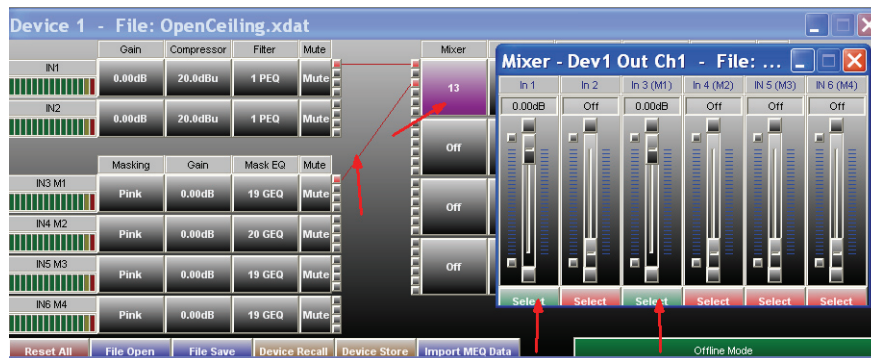 Device 1 - File: OpenCeiling.xdat
Gain Compressor Filter Mute Mixer
IN1
0.00dB 20.0dBu 1 PEQ Mute 13
IN2
0.00dB 20.0dBu 1 PEQ Mute Off
Masking Gain Mask EQ Mute
IN3 M1
Pink 0.00dB 19 GEQ Mute Off
IN4 M2
Pink 0.00dB 20 GEQ Mute
IN5 M3
Pink 0.00dB 19 GEQ Mute Off
IN6 M4
Pink 0.00dB 19 GEQ Mute
Reset All File Open File Save Device Recall Device Store Import MEQ Data Offline Mode
Mixer - Dev1 Out Ch1 - File: ...
In 1 In 2 In 3 (M1) In 4 (M2) IN 5 (M3) IN 6 (M4)
0.00dB Off 0.00dB Off Off Off
Select Select Select Select Select Select